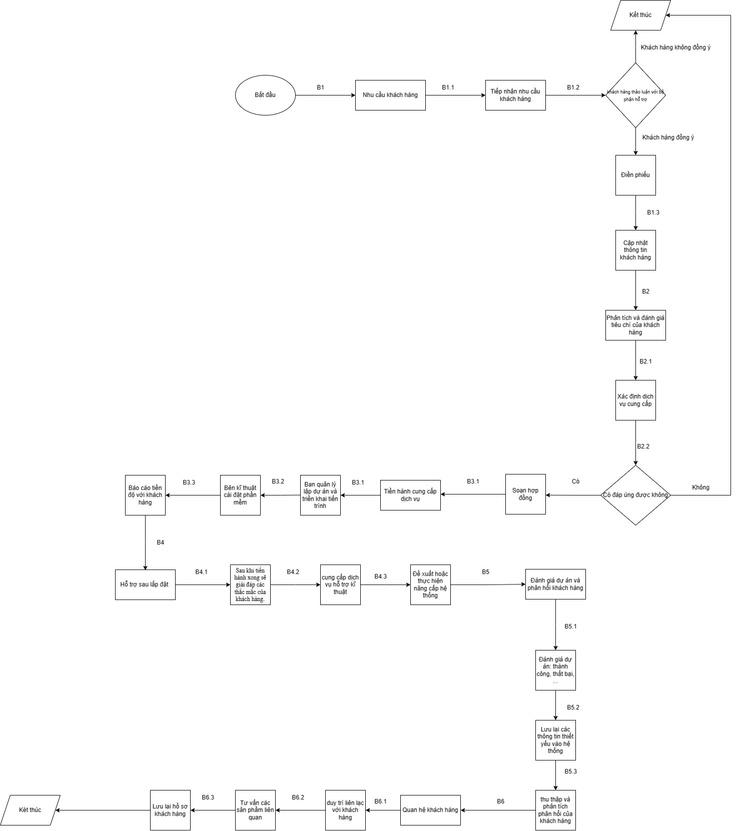 Kết thúc
Khách hàng không đồng ý
Bắt đầu
B1
Nhu cầu khách hàng
B1.1
Tiếp nhận nhu cầu
khách hàng
B1.2
khách hàng thảo luận với bộ
phận hỗ trợ
Khách hàng đồng ý
Điền phiếu
B1.3
Cập nhật
thông tin
khách hàng
B2
Phân tích và đánh giá
tiêu chí của khách
hàng
B2.1
Xác định dịch
vụ cung cấp
B2.2
Có đáp ứng được không
Không
Có
Soạn hợp
đồng
B3.1
Tiến hành cung cấp
dịch vụ
B3.1
Ban quản lý
lập dự án và
triển khai tiến
trình
B3.2
Bên kĩ thuật
cài đặt phần
mềm
B3.3
Báo cáo tiến
độ với khách
hàng
B4
Hỗ trợ sau lắp đặt
B4.1
Sau khi tiến
hành xong sẽ
giải đáp các
thắc mắc của
khách hàng.
B4.2
cung cấp dịch
vụ hỗ trợ kĩ
thuật
B4.3
Đề xuất hoặc
thực hiện
nâng cấp hệ
thống
B5
Đánh giá dự án và
phản hồi khách hàng
B5.1
Đánh giá dự
án: thành
công, thất bại,
...
B5.2
Lưu lại các
thông tin thiết
yếu vào hệ
thống
B5.3
thu thập và
phân tích
phản hồi của
khách hàng
B6
Quan hệ khách hàng
B6.1
duy trì liên lạc
với khách
hàng
B6.2
Tư vấn các
sản phẩm liên
quan
B6.3
Lưu lại hồ sơ
khách hàng
Kết thúc